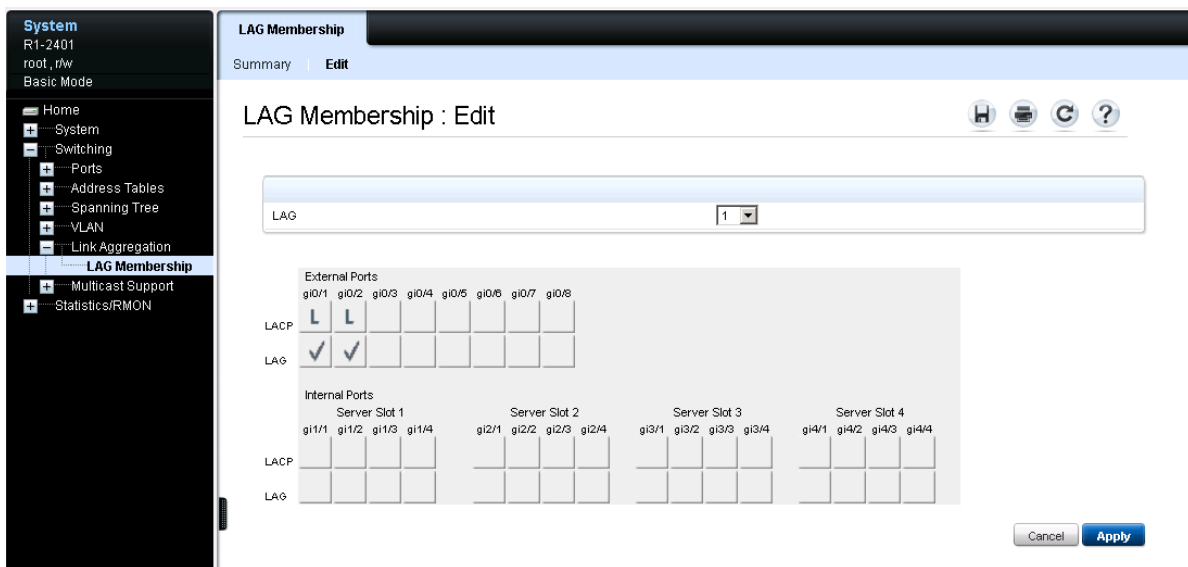 System
R1-2401
root , r/w
Basic Mode
Home
System
Switching
Ports
Address Tables
Spanning Tree
VLAN
Link Aggregation
LAG Membership
Multicast Support
Statistics/RMON
LAG Membership
Summary Edit
LAG Membership : Edit
LAG 1
External Ports
gi0/1 gi0/2 gi0/3 gi0/4 gi0/5 gi0/6 gi0/7 gi0/8
LACP L L
LAG
Internal Ports
Server Slot 1 Server Slot 2 Server Slot 3 Server Slot 4
gi1/1 gi1/2 gi1/3 gi1/4 gi2/1 gi2/2 gi2/3 gi2/4 gi3/1 gi3/2 gi3/3 gi3/4 gi4/1 gi4/2 gi4/3 gi4/4
LACP
LAG
Cancel Apply